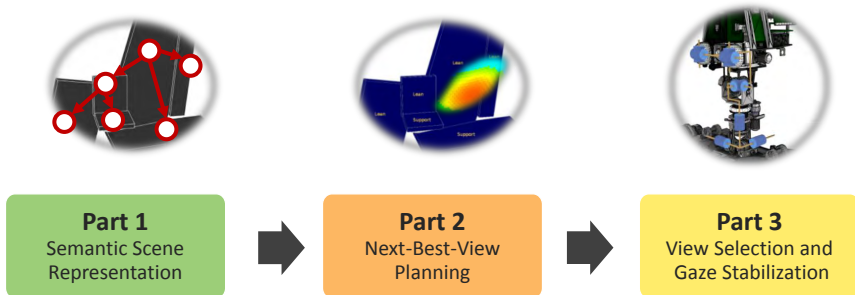 Lean
Lean
Lean
Support
Support
Part 1
Semantic Scene
Representation
Part 2
Next-Best-View
Planning
Part 3
View Selection and
Gaze Stabilization